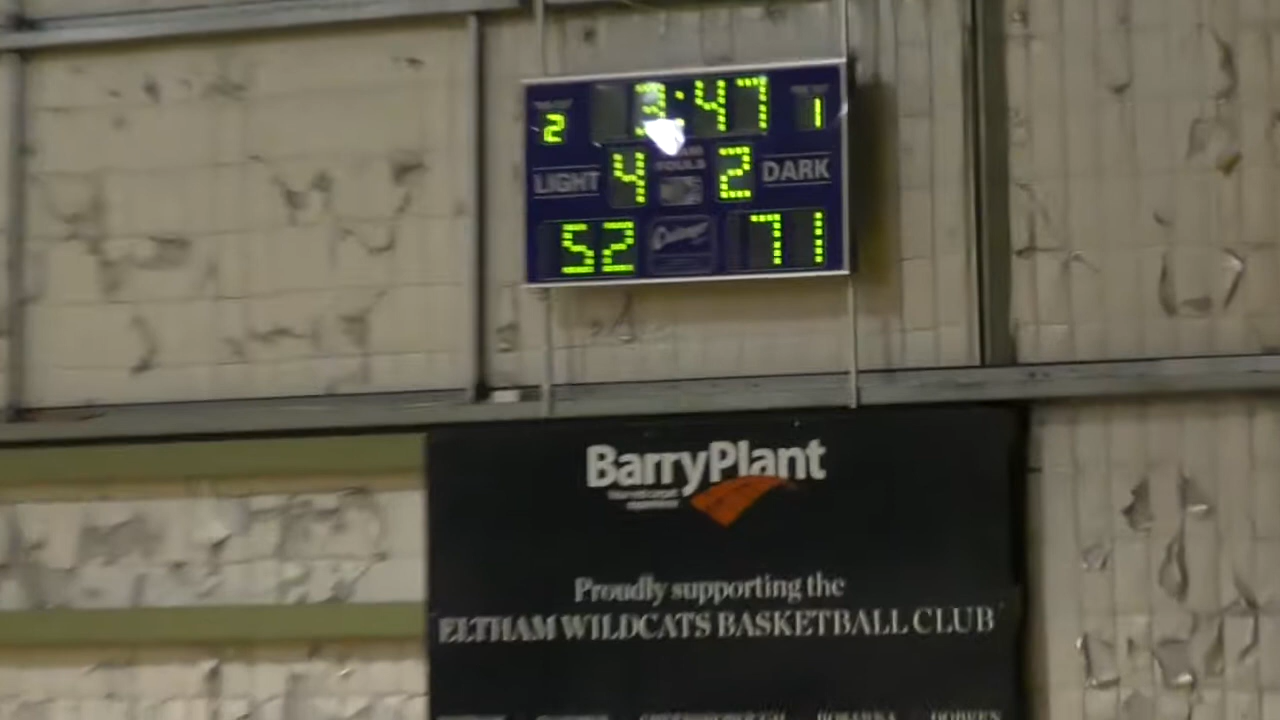 3:47
2 1
LIGHT 4 FOULS 2 DARK
52 71
BarryPlant
Proudly supporting the
ELTHAM WILDCATS BASKETBALL CLUB